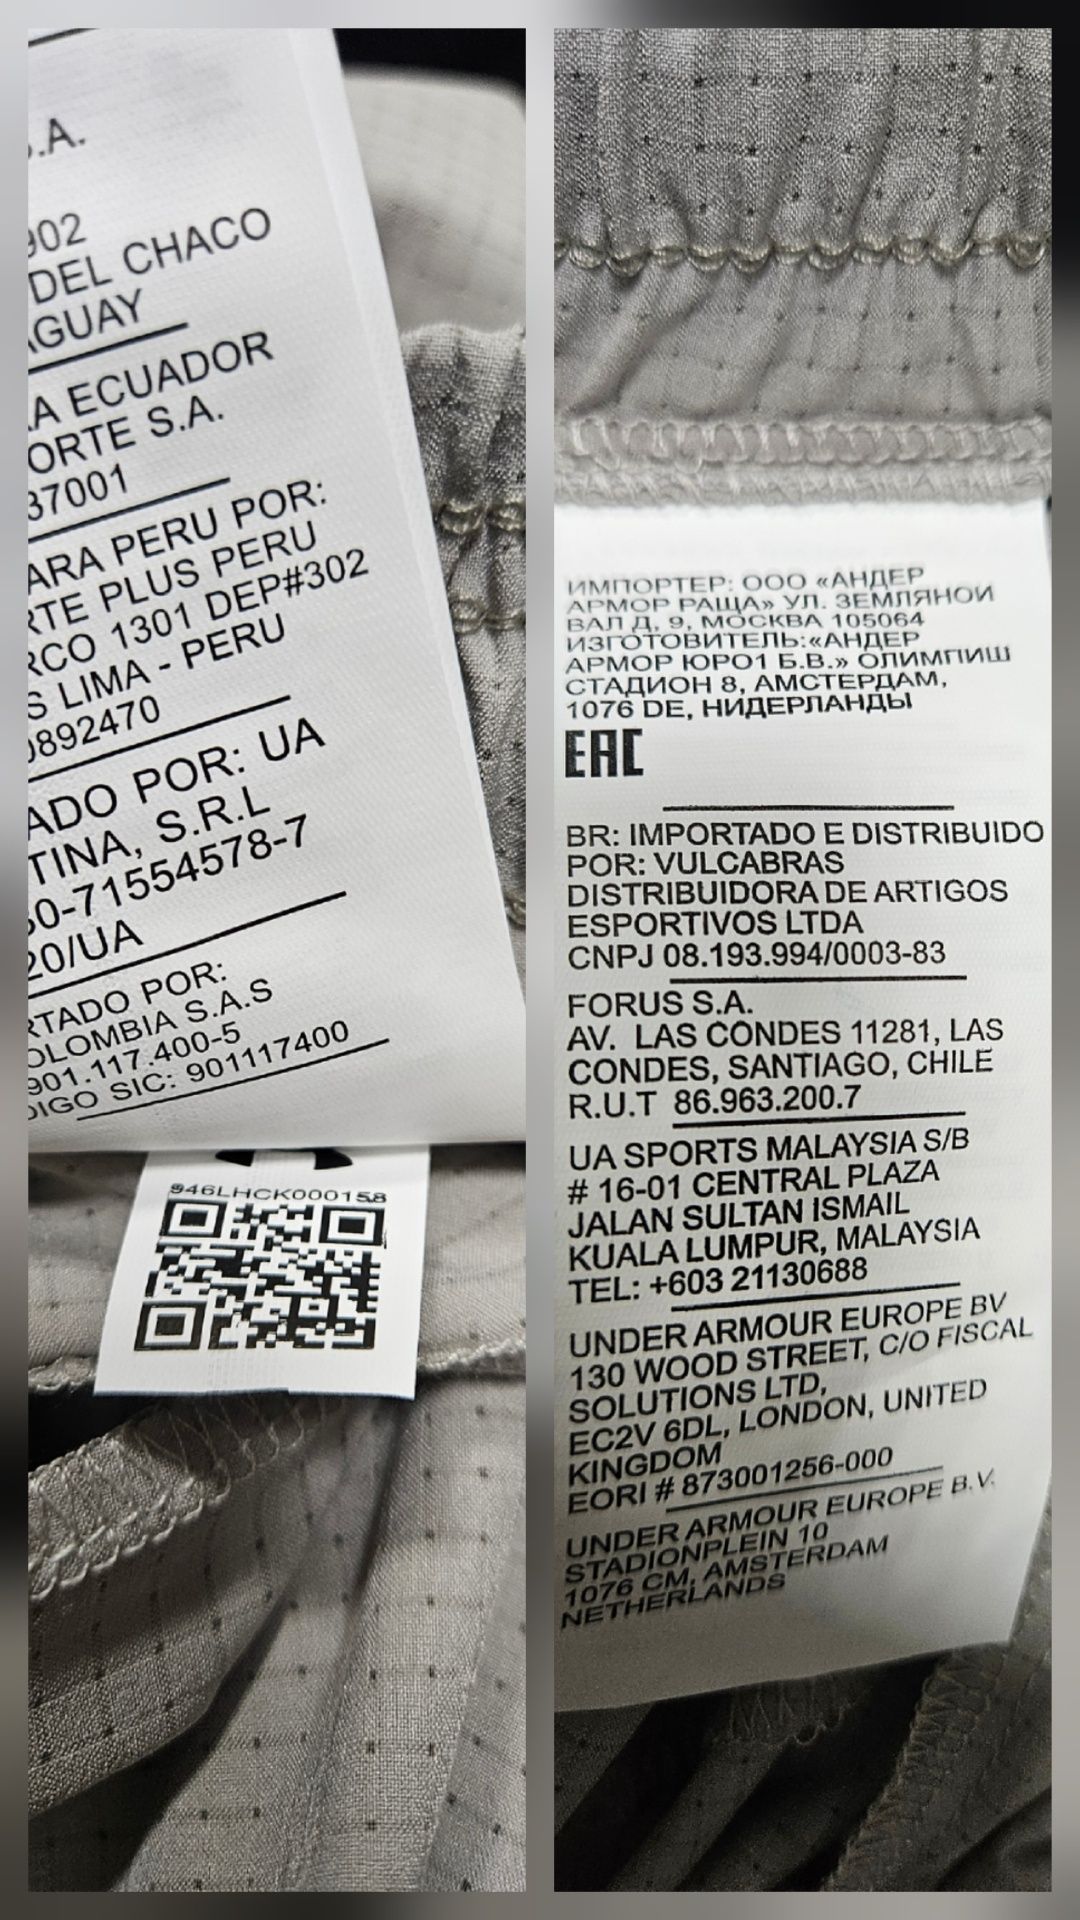 .A.
902
DEL CHACO
AGUAY
A ECUADOR
ORTE S.A.
37001
ARA PERU POR:
RTE PLUS PERU
RCO 1301 DEP#302
S LIMA - PERU
0892470
ADO POR: UA
TINA, S.R.L
30-71554578-7
20/UA
RTADO POR:
OLOMBIA S.A.S
901.117.400-5
DIGO SIC: 901117400
946LHCK000158
ИМПОРТЕР: ООО «АНДЕР
АРМОР РАЩА» УЛ. ЗЕМЛЯНОЙ
ВАЛ Д, 9, МОСКВА 105064
ИЗГОТОВИТЕЛЬ:«АНДЕР
АРМОР ЮРО1 Б.В.» ОЛИМПИШ
СТАДИОН 8, АМСТЕРДАМ,
1076 DE, НИДЕРЛАНДЫ
EAC
BR: IMPORTADO E DISTRIBUIDO
POR: VULCABRAS
DISTRIBUIDORA DE ARTIGOS
ESPORTIVOS LTDA
CNPJ 08.193.994/0003-83
FORUS S.A.
AV. LAS CONDES 11281, LAS
CONDES, SANTIAGO, CHILE
R.U.T 86.963.200.7
UA SPORTS MALAYSIA S/B
# 16-01 CENTRAL PLAZA
JALAN SULTAN ISMAIL
KUALA LUMPUR, MALAYSIA
TEL: +603 21130688
UNDER ARMOUR EUROPE BV
130 WOOD STREET, C/O FISCAL
SOLUTIONS LTD,
EC2V 6DL, LONDON, UNITED
KINGDOM
EORI # 873001256-000
UNDER ARMOUR EUROPE B.V.
STADIONPLEIN 10
1076 CM, AMSTERDAM
NETHERLANDS